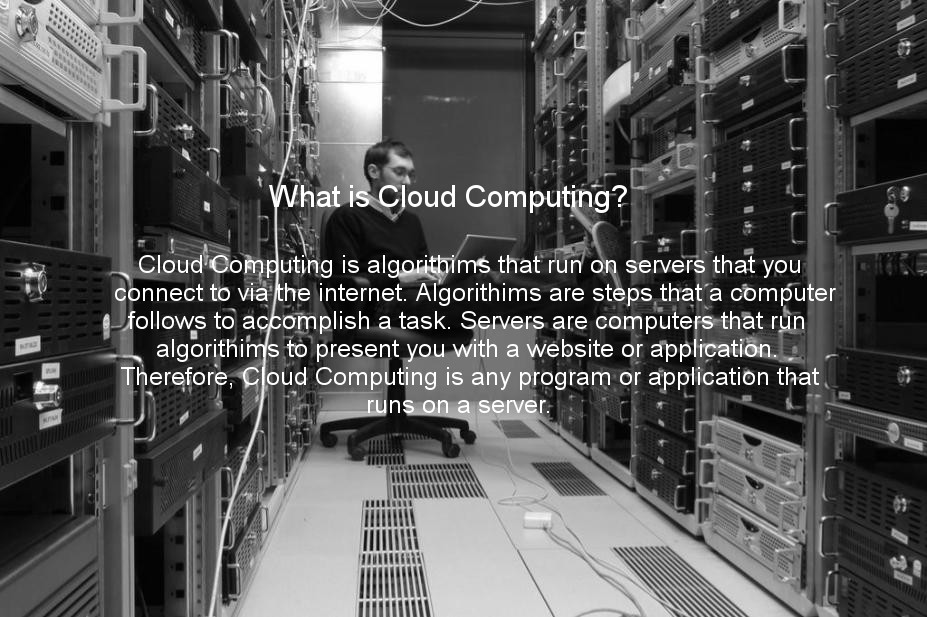 What is Cloud Computing?
Cloud Computing is algorithims that run on servers that you
connect to via the internet. Algorithims are steps that a computer
follows to accomplish a task. Servers are computers that run
algorithims to present you with a website or application.
Therefore, Cloud Computing is any program or application that
runs on a server.